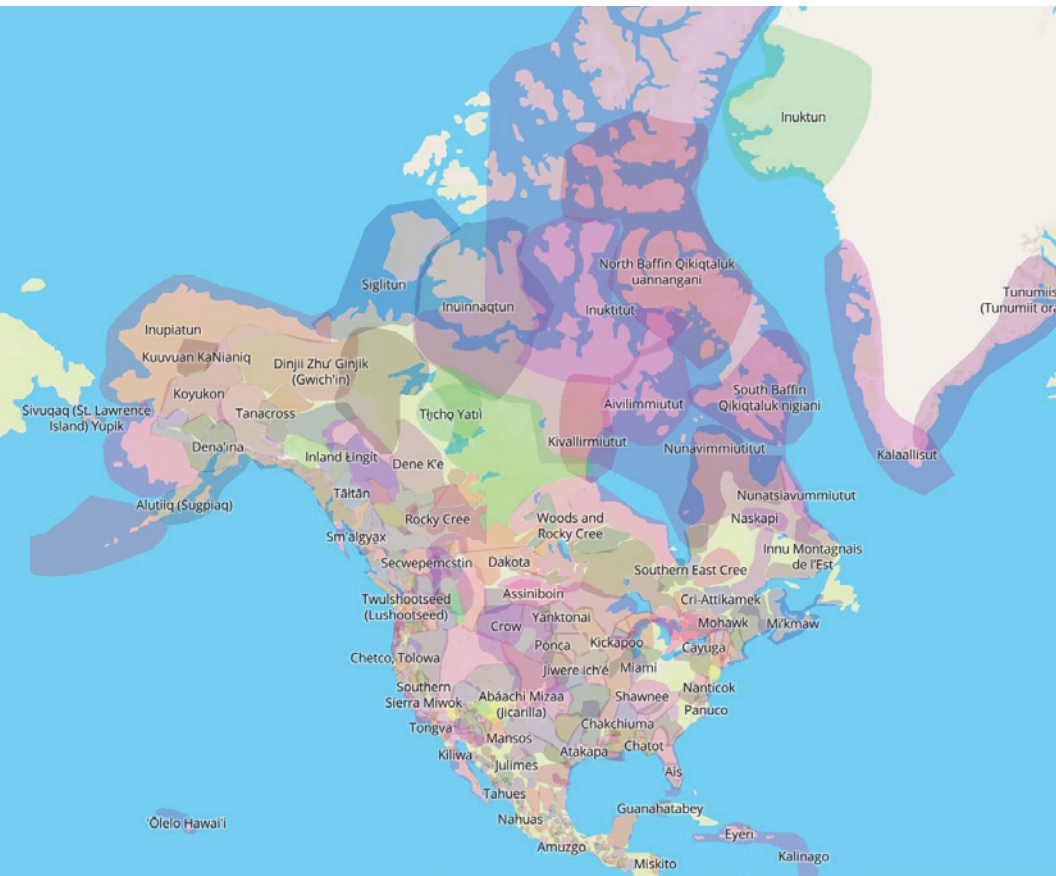 Inuktun
North Baffin Qikiqtaluk
uannangani
Siglitun
Inuinnaqtun
Inuktitut
Tunumiis
(Tunumiit ora
Inupiatun
Kuuvuan KaNianiq
Dinjii Zhu' Ginjik
(Gwich'in)
Koyukon
South Baffin
Qikiqtaluk nigiani
Sivuqaq (St. Lawrence
Island) Yupik
Tanacross
Tłı̨chǫ Yatì
Aivilimmiutut
Dena'ina
Inland Łingít
Dene K'e
Kivallirmiutut
Nunavimmiutitut
Kalaallisut
Alutiiq (Sugpiaq)
Tāłtān
Nunatsiavummiutut
Rocky Cree
Woods and
Rocky Cree
Naskapi
Sm̓algya̱x
Secwepemcstin
Dakota
Southern East Cree
Innu Montagnais
de l'Est
Twulshootseed
(Lushootseed)
Assiniboin
Cri-Attikamek
Crow
Yanktonai
Mohawk
Mi'kmaw
Ponca
Kickapoo
Cayuga
Chetco, Tolowa
Jiwere ich'é
Miami
Southern
Sierra Miwok
Abáachi Mizaa
(Jicarilla)
Shawnee
Nanticok
Panuco
Tongva
Chakchiuma
Mansos
Kiliwa
Julimes
Atakapa
Chatot
Ais
Tahues
Guanahatabey
'Ōlelo Hawai'i
Nahuas
Eyeri
Amuzgo
Miskito
Kalinago